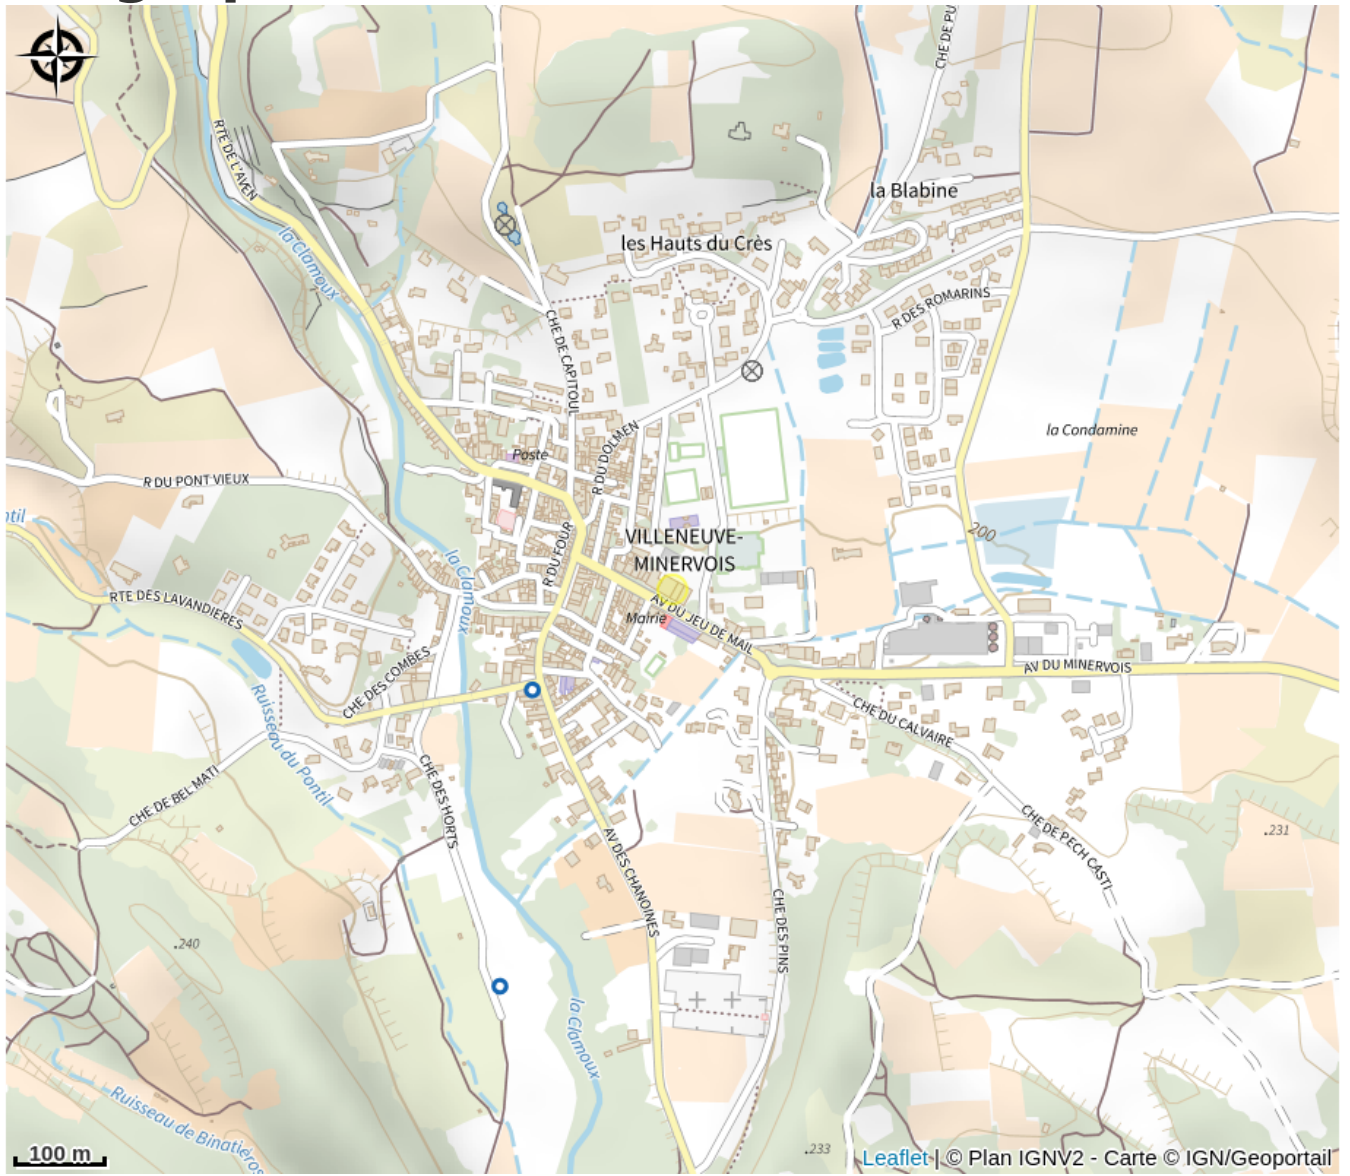 CHE DE PU
RTE DE L'AVEN
la Blabine
les Hauts du Crès
la Clamoux
R DES ROMARINS
CHE DE CAPITOUL
R DU DOLMEN
la Condamine
Poste
R DU PONT VIEUX
ntil
200
VILLENEUVE-
MINERVOIS
R DU FOUR
la Clamoux
RTE DES LAVANDIERES
AV DU JEU DE MAIL
Mairie
CHE DES COMBES
AV DU MINERVOIS
Ruisseau du Pontil
CHE DU CALVAIRE
CHE DE BEL MATI
CHE DES HORTS
CHE DE PECH CASTI
.231
AV DES CHANOINES
CHE DES PINS
.240
la Clamoux
Ruisseau de Binatièros
.233
100 m
Leaflet | © Plan IGNV2 - Carte © IGN/Geoportail